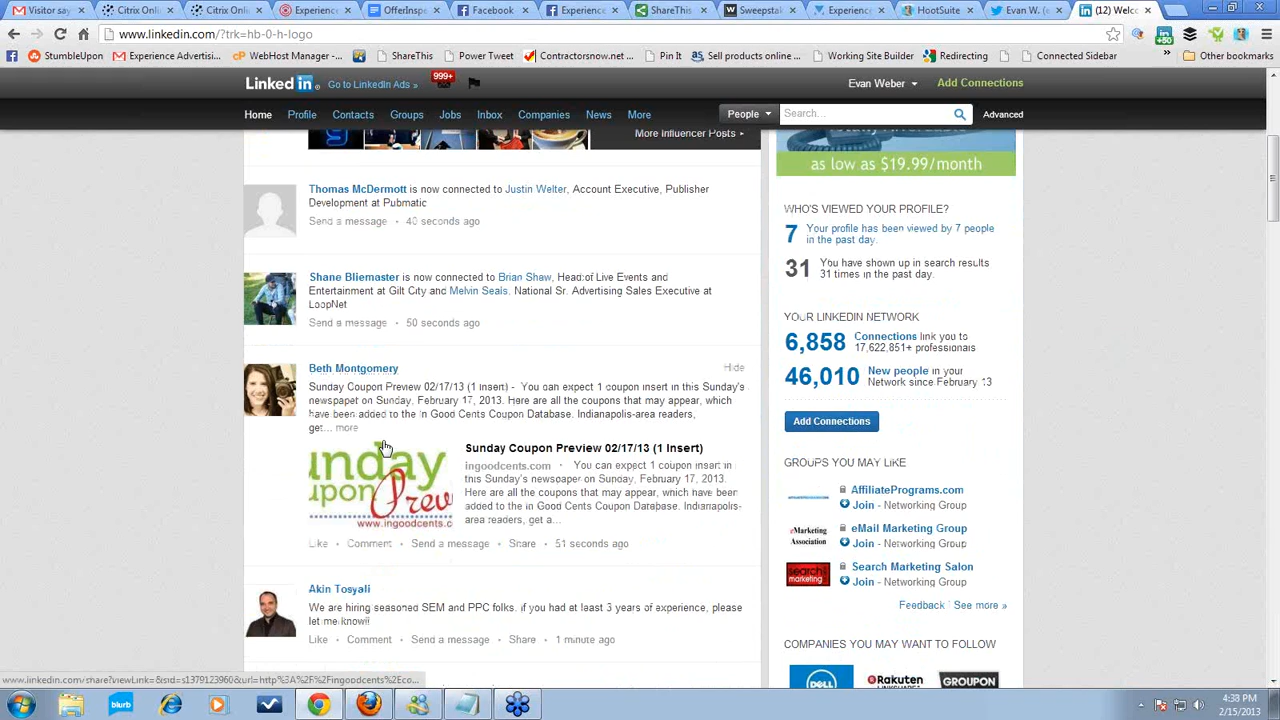 Visitor say
Citrix Onli
Citrix Onli
Experience
OffenInsp
Facebook
Experience
ShareThis
Sweepstak
Experience
HootSuite
Evan W. (E
(12) Welc
www.linkedin.com/?trk=hb-0-h-logo
StumbleUpon
Experience Advertisi
WebHost Manager
ShareThis
Power Tweet
Contractorsnow.net ..
Pin It
Sell products online...
Working Site Builder
Redirecting
Connected Sidebar
»
Other bookmarks
LinkedIn
Go to LinkedIn Ads »
999+
Evan Weber
Add Connections
Home Profile Contacts Groups Jobs Inbox Companies News More
People
Search...
Advanced
More Influencer Posts
as low as $19.99/month
Thomas McDermott is now connected to Justin Welter, Account Executive, Publisher
Development at Pubmatic
Send a message • 40 seconds ago
Shane Bliemaster is now connected to Brian Shaw, Head of Live Events and
Entertainment at Gilt City and Melvin Seals, National Sr. Advertising Sales Executive at
LoopNet
Send a message • 50 seconds ago
Beth Montgomery
Hide
Sunday Coupon Preview 02/17/13 (1 Insert) - You can expect 1 coupon insert in this Sunday's
newspaper on Sunday, February 17, 2013. Here are all the coupons that may appear, which
have been added to the In Good Cents Coupon Database. Indianapolis-area readers,
get... more
unday
upon Prev
www.ingoodcents.c
Sunday Coupon Preview 02/17/13 (1 Insert)
ingoodcents.com · You can expect 1 coupon insert in
this Sunday's newspaper on Sunday, February 17, 2013.
Here are all the coupons that may appear, which have been
added to the In Good Cents Coupon Database. Indianapolis-
area readers, get a...
Like • Comment • Send a message • Share • 51 seconds ago
Akin Tosyali
We are hiring seasoned SEM and PPC folks. if you had at least 3 years of experience, please
let me know!!
Like • Comment • Send a message • Share • 1 minute ago
WHO'S VIEWED YOUR PROFILE?
7 Your profile has been viewed by 7 people
in the past day.
31 You have shown up in search results
31 times in the past day.
YOUR LINKEDIN NETWORK
6,858 Connections link you to
17,622,851+ professionals
46,010 New people in your
Network since February 13
Add Connections
GROUPS YOU MAY LIKE
AffiliatePrograms.com
Join - Networking Group
eMarketing
Association
eMail Marketing Group
Join - Networking Group
search
marketing
Search Marketing Salon
Join - Networking Group
Feedback See more »
COMPANIES YOU MAY WANT TO FOLLOW
DELL
Rakuten
LINKSHARE
GROUPON
blurb
4:38 PM
2/15/2013